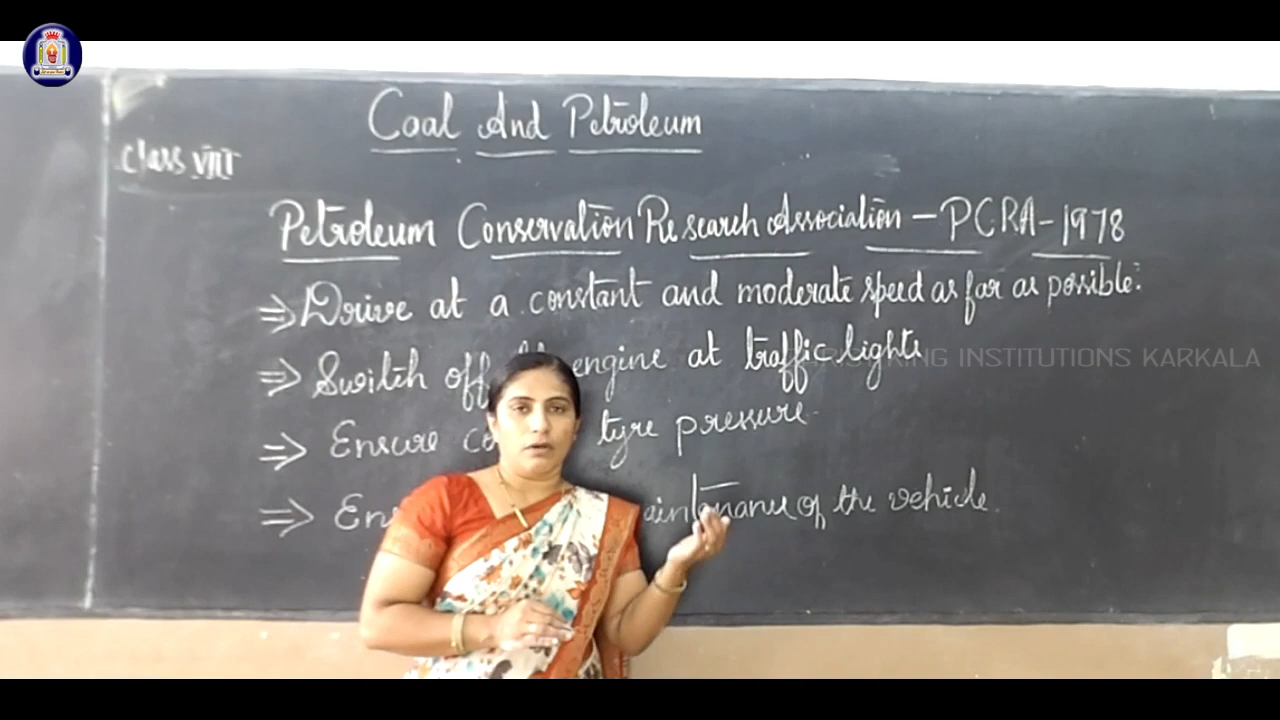 Coal And Petroleum
Class VIII
Petroleum Conservation Research Association - PCRA - 1978
⇒ Drive at a constant and moderate speed as far as possible.
⇒ Switch off engine at traffic lights
⇒ Ensure tyre pressure.
⇒ of the vehicle.
KING INSTITUTIONS KARKALA